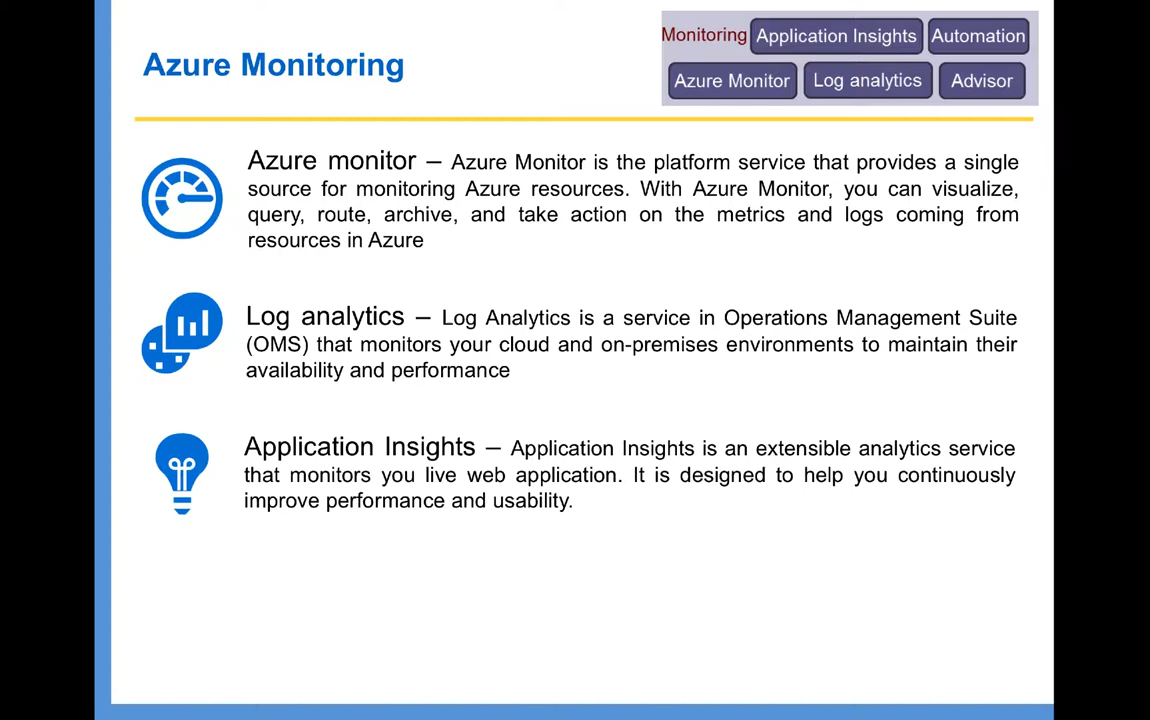 Azure Monitoring
Monitoring Application Insights Automation
Azure Monitor Log analytics Advisor
Azure monitor – Azure Monitor is the platform service that provides a single
source for monitoring Azure resources. With Azure Monitor, you can visualize,
query, route, archive, and take action on the metrics and logs coming from
resources in Azure
Log analytics – Log Analytics is a service in Operations Management Suite
(OMS) that monitors your cloud and on-premises environments to maintain their
availability and performance
Application Insights – Application Insights is an extensible analytics service
that monitors you live web application. It is designed to help you continuously
improve performance and usability.